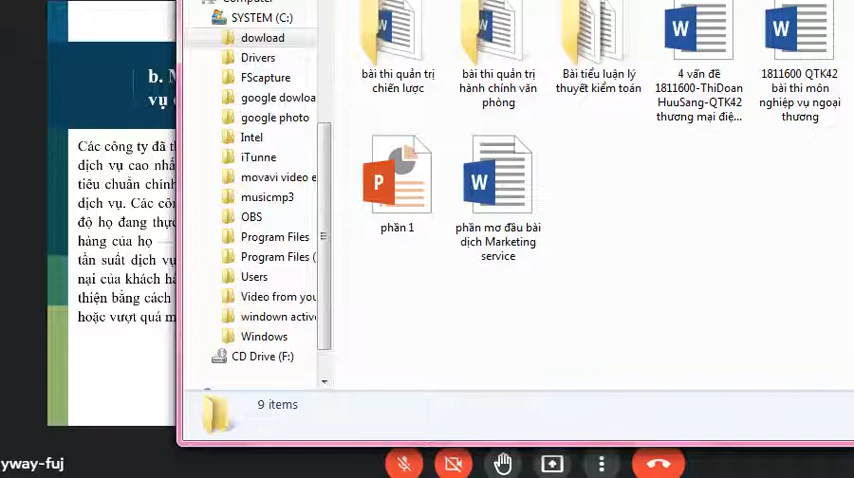 Computer
SYSTEM (C:)
dowload
Drivers
FScapture
google dowloa
google photo
Intel
iTunne
movavi video e
musicmp3
OBS
Program Files
Program Files (
Users
Video from you
window active
Windows
CD Drive (F:)
bài thi quản trị
chiến lược
bài thi quản trị
hành chính văn
phòng
Bài tiểu luận lý
thuyết kiểm toán
4 vấn đề
1811600-ThiDoan
HuuSang-QTK42
thương mại điệ...
1811600 QTK42
bài thi môn
nghiệp vụ ngoại
thương
phần 1
phần mơ đầu bài
dịch Marketing
service
9 items
b. M
vụ
Các công ty đã t
dịch vụ cao nhấ
tiêu chuẩn chính
dịch vụ. Các côn
độ họ đang thực
hàng của họ —
tần suất dịch vụ
nại của khách hà
thiện bằng cách
hoặc vượt quá m
yway-fuj